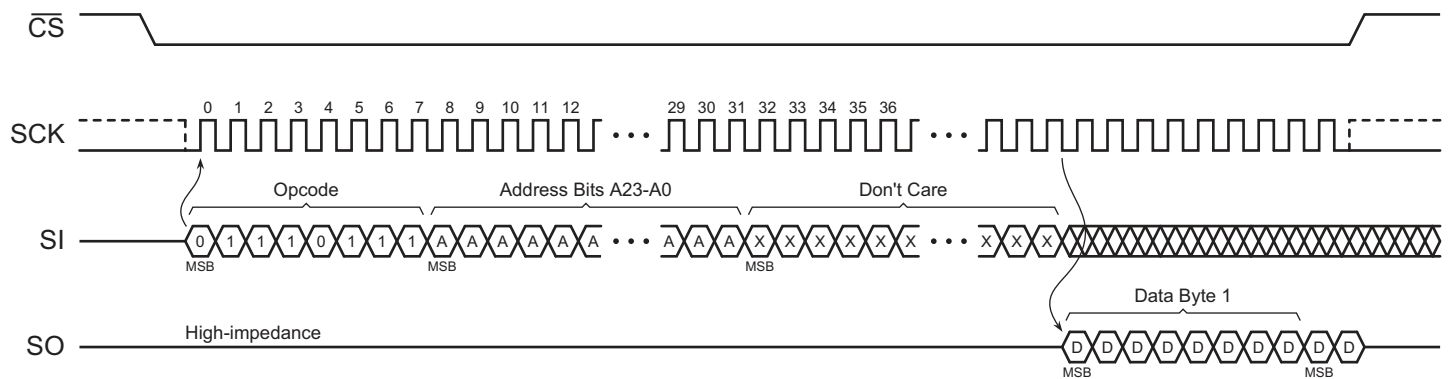 CS
0 1 2 3 4 5 6 7 8 9 10 11 12 29 30 31 32 33 34 35 36
SCK
Opcode Address Bits A23-A0 Don't Care
SI 0 1 1 1 0 1 1 1 A A A A A A • • • A A A X X X X X X • • • X X X
MSB MSB MSB
Data Byte 1
High-impedance
SO D D D D D D D D D D
MSB MSB